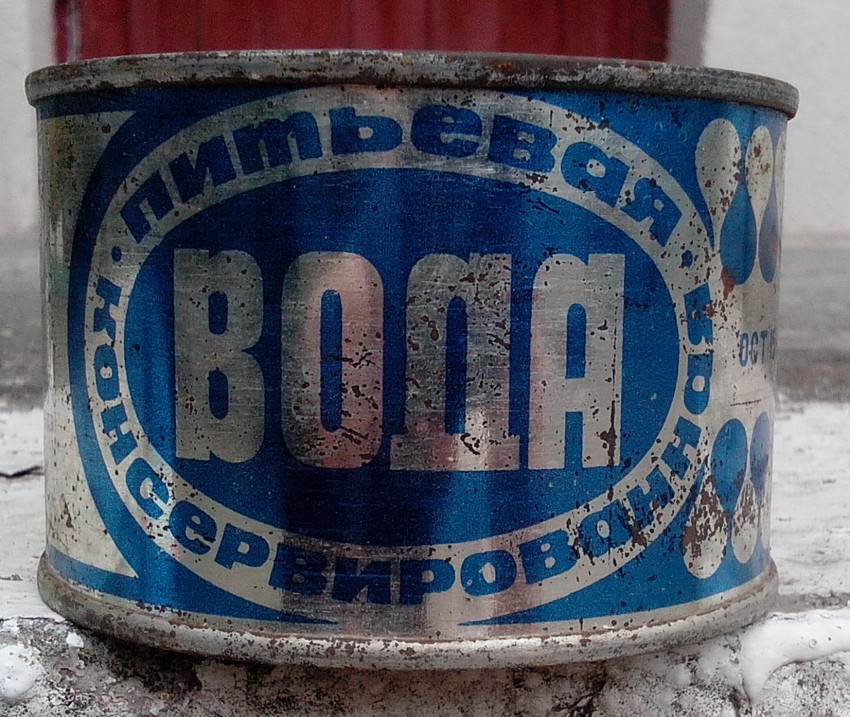 питьевая
ВОДА
консервированная
ОСТ